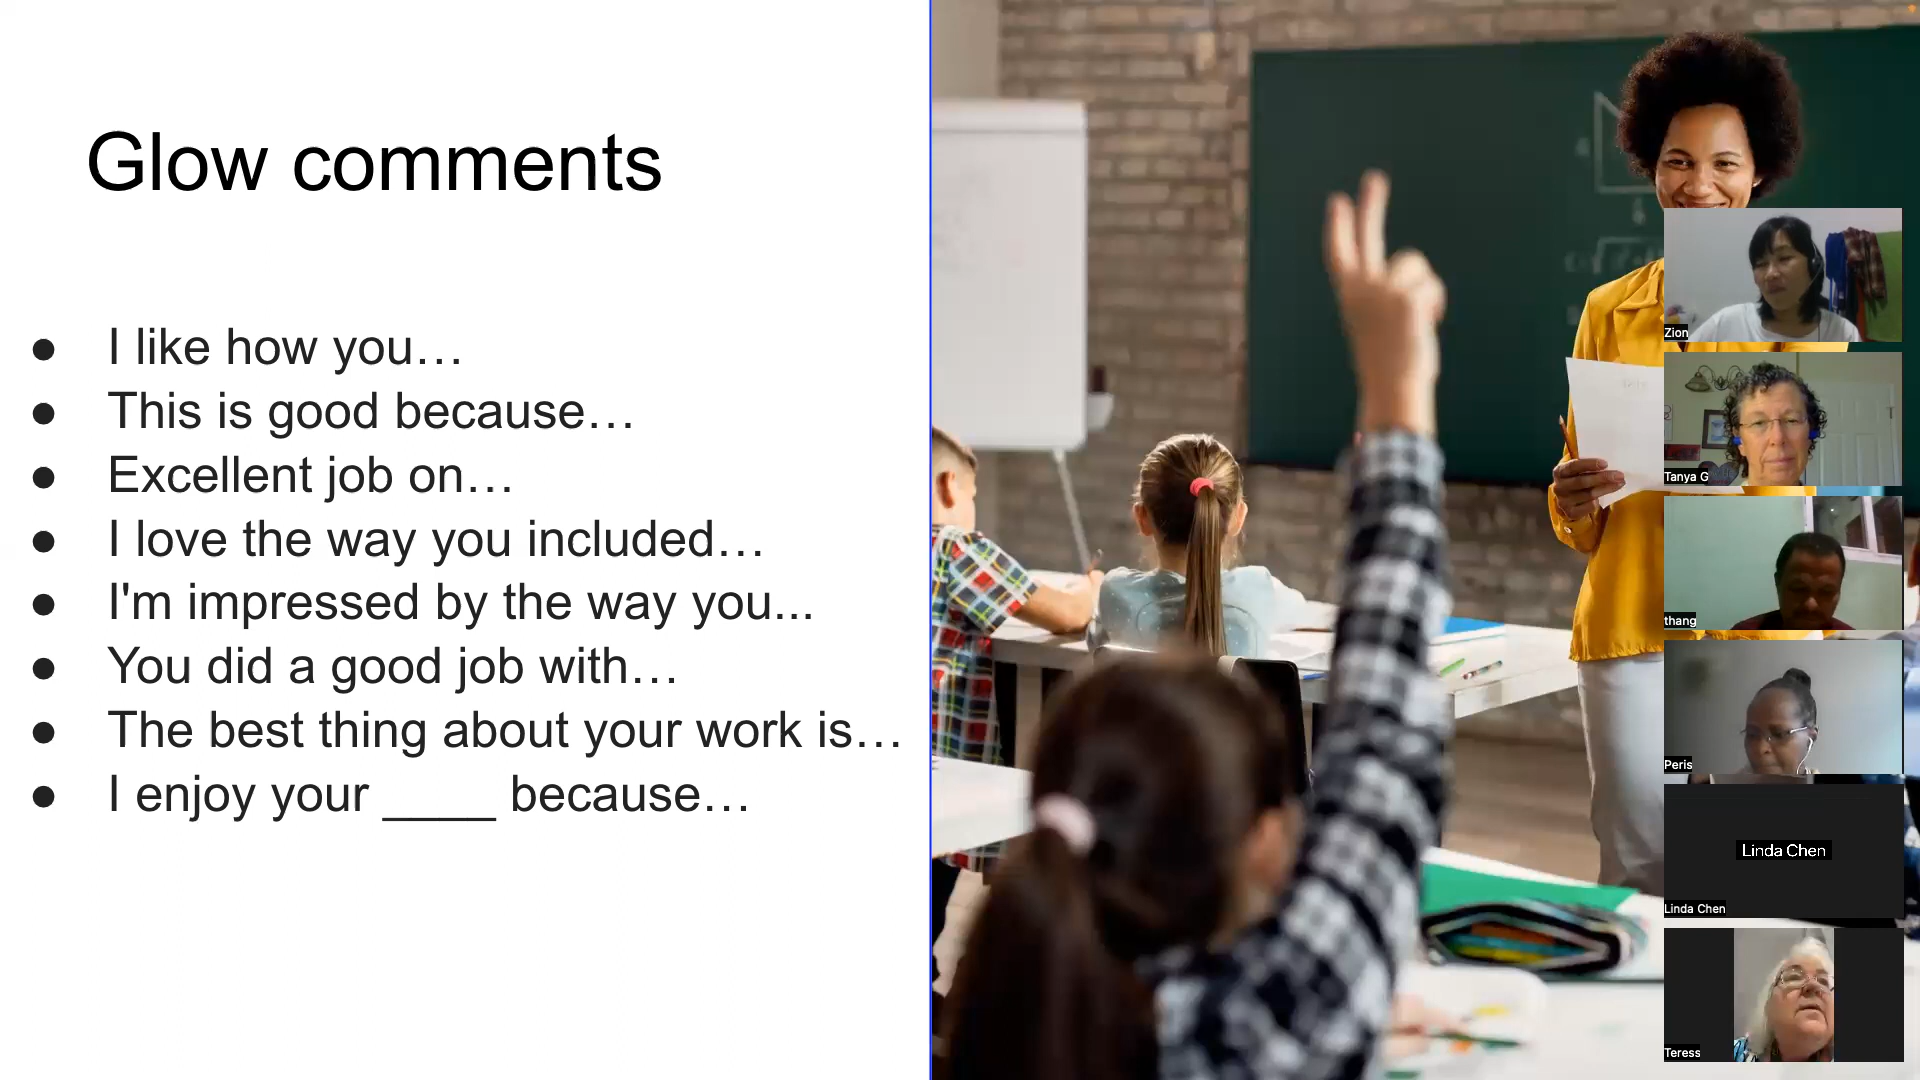 Glow comments
● I like how you…
● This is good because…
● Excellent job on…
● I love the way you included…
● I'm impressed by the way you...
● You did a good job with…
● The best thing about your work is…
● I enjoy your ____ because…
Zion
Tanya G
thang
Peris
Linda Chen
Linda Chen
Teress